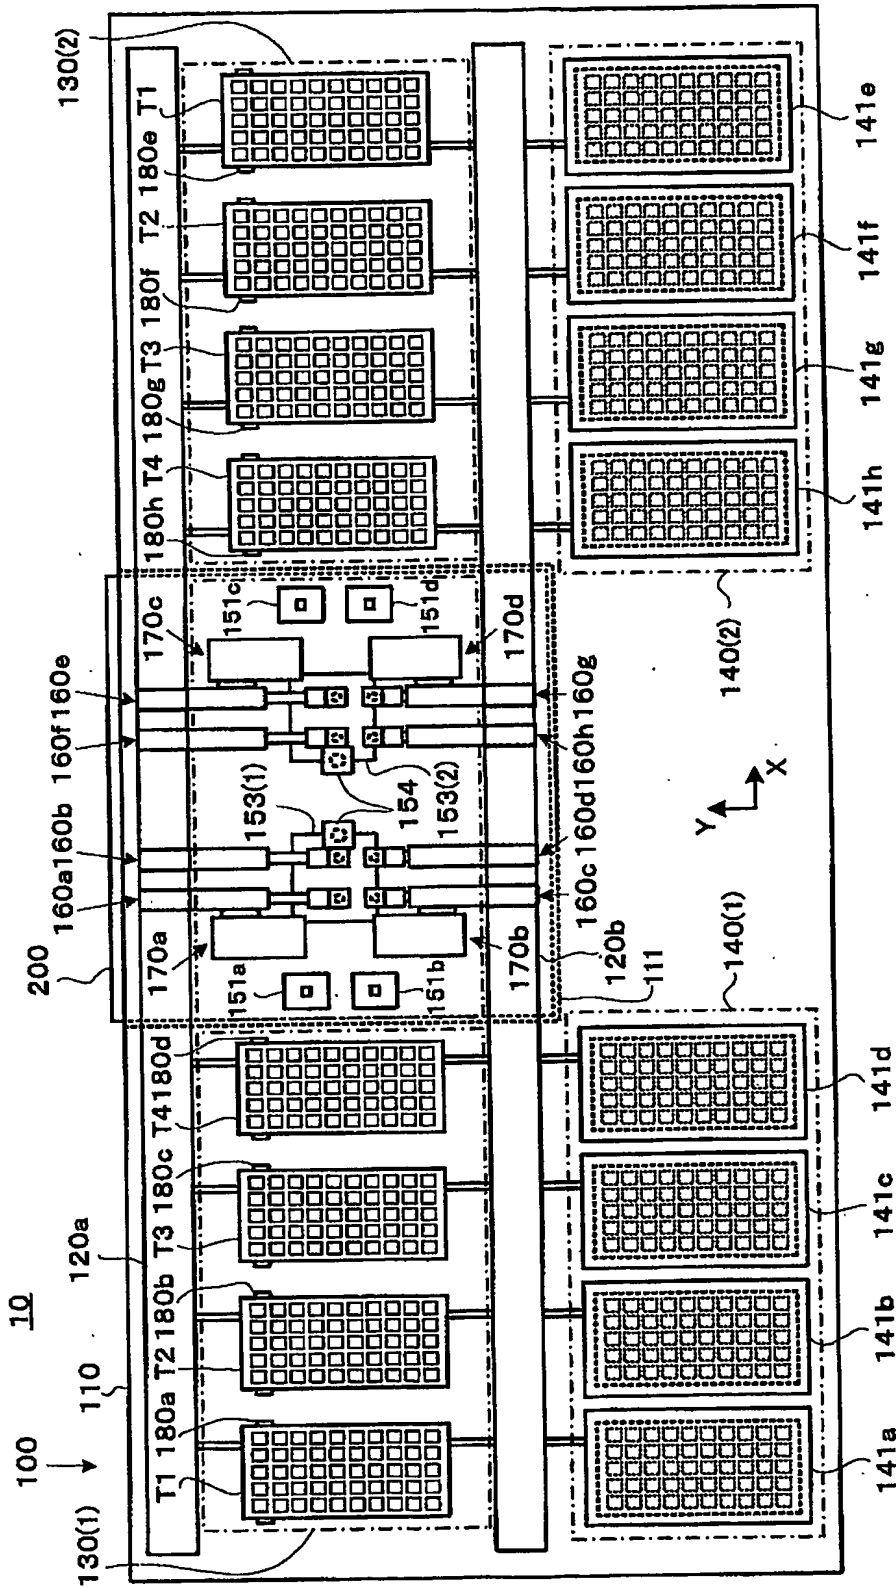 10
100
110
120a
200
130(1)
T1
180a
T2
180b
T3
180c
T4
180d
170a
160a
160b
160f
160e
170c
151a
151b
153(1)
154
153(2)
151c
151d
170b
170d
180h
T4
180g
T3
180f
T2
180e
T1
130(2)
160c
160d
160h
160g
120b
111
Y
X
140(1)
140(2)
141a
141b
141c
141d
141h
141g
141f
141e